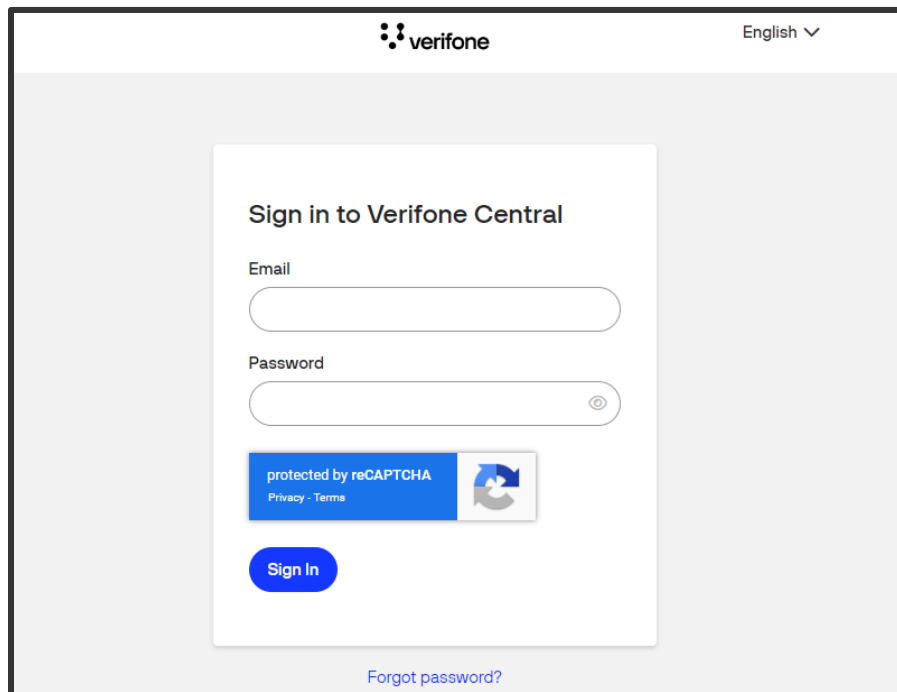 verifone
English
Sign in to Verifone Central
Email
Password
protected by reCAPTCHA
Privacy - Terms
Sign In
Forgot password?